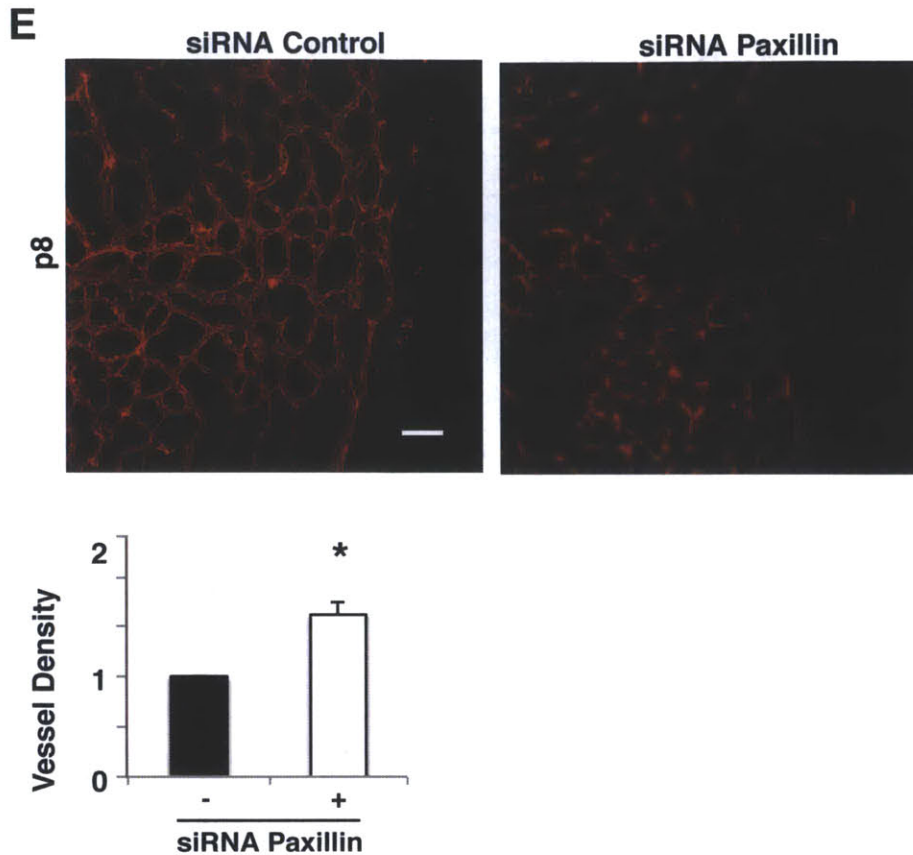 E
siRNA Control
siRNA Paxillin
p8
Vessel Density
2
*
1
0
- +
siRNA Paxillin